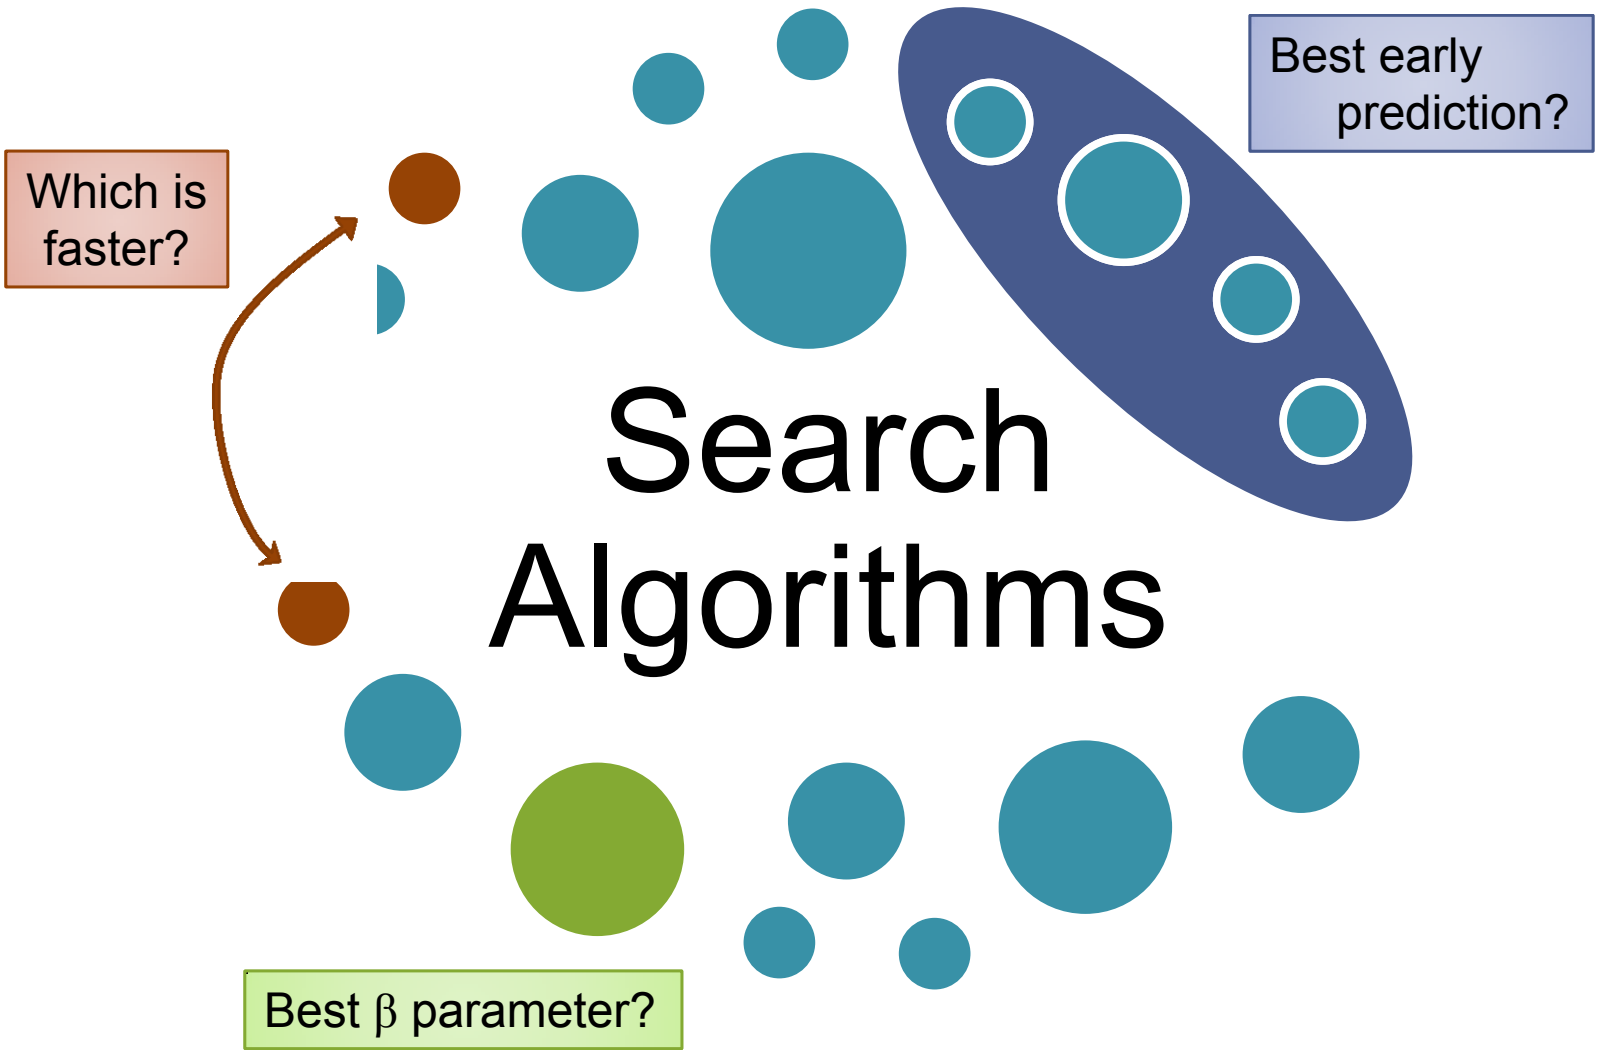 Best early
prediction?
Which is
faster?
Search
Algorithms
Best β parameter?